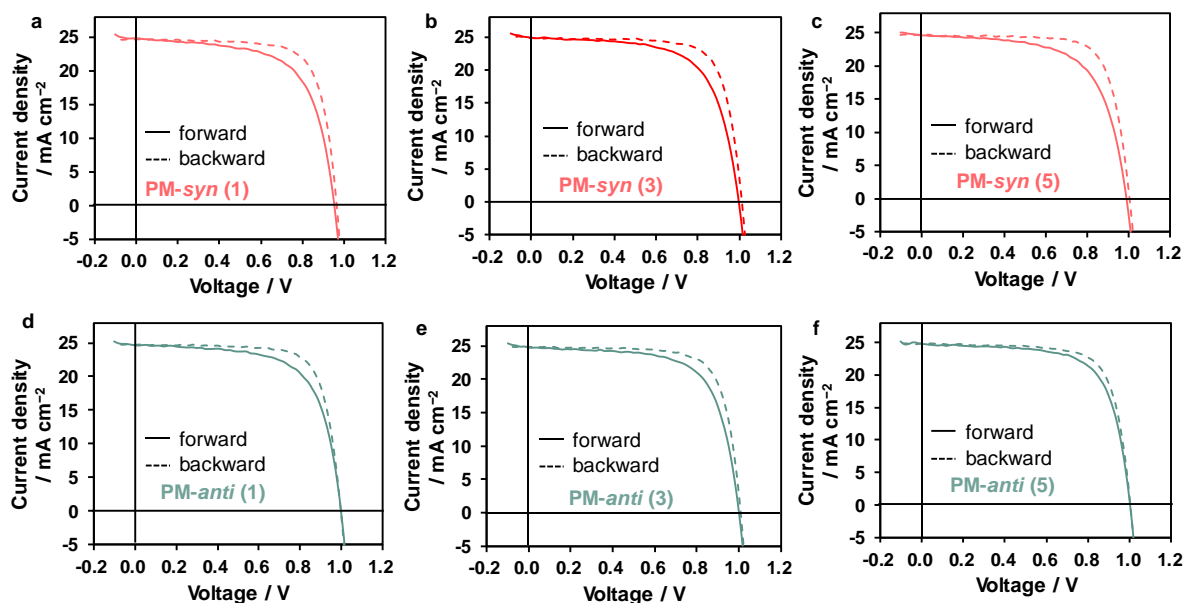 a
Current density
/ mA cm⁻²
30
25
20
15
10
5
0
-5
forward
backward
PM-syn (1)
-0.2 0.0 0.2 0.4 0.6 0.8 1.0 1.2
Voltage / V
b
Current density
/ mA cm⁻²
30
25
20
15
10
5
0
-5
forward
backward
PM-syn (3)
-0.2 0.0 0.2 0.4 0.6 0.8 1.0 1.2
Voltage / V
c
Current density
/ mA cm⁻²
30
25
20
15
10
5
0
-5
forward
backward
PM-syn (5)
-0.2 0.0 0.2 0.4 0.6 0.8 1.0 1.2
Voltage / V
d
Current density
/ mA cm⁻²
30
25
20
15
10
5
0
-5
forward
backward
PM-anti (1)
-0.2 0.0 0.2 0.4 0.6 0.8 1.0 1.2
Voltage / V
e
Current density
/ mA cm⁻²
30
25
20
15
10
5
0
-5
forward
backward
PM-anti (3)
-0.2 0.0 0.2 0.4 0.6 0.8 1.0 1.2
Voltage / V
f
Current density
/ mA cm⁻²
30
25
20
15
10
5
0
-5
forward
backward
PM-anti (5)
-0.2 0.0 0.2 0.4 0.6 0.8 1.0 1.2
Voltage / V